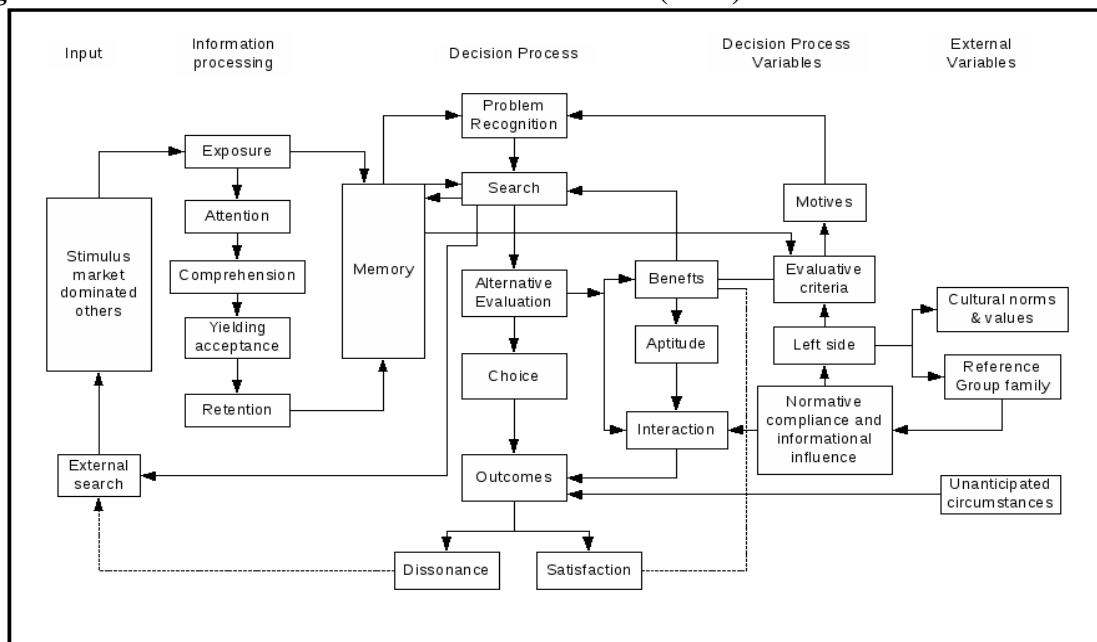 Input
Information
processing
Decision Process
Decision Process
Variables
External
Variables
Problem
Recognition
Exposure
Search
Motives
Attention
Stimulus
market
dominated
others
Memory
Comprehension
Alternative
Evaluation
Benefts
Evaluative
criteria
Cultural norms
& values
Yielding
acceptance
Aptitude
Left side
Choice
Reference
Group family
Retention
Interaction
Normative
compliance and
informational
influence
External
search
Outcomes
Unanticipated
circumstances
Dissonance
Satisfaction